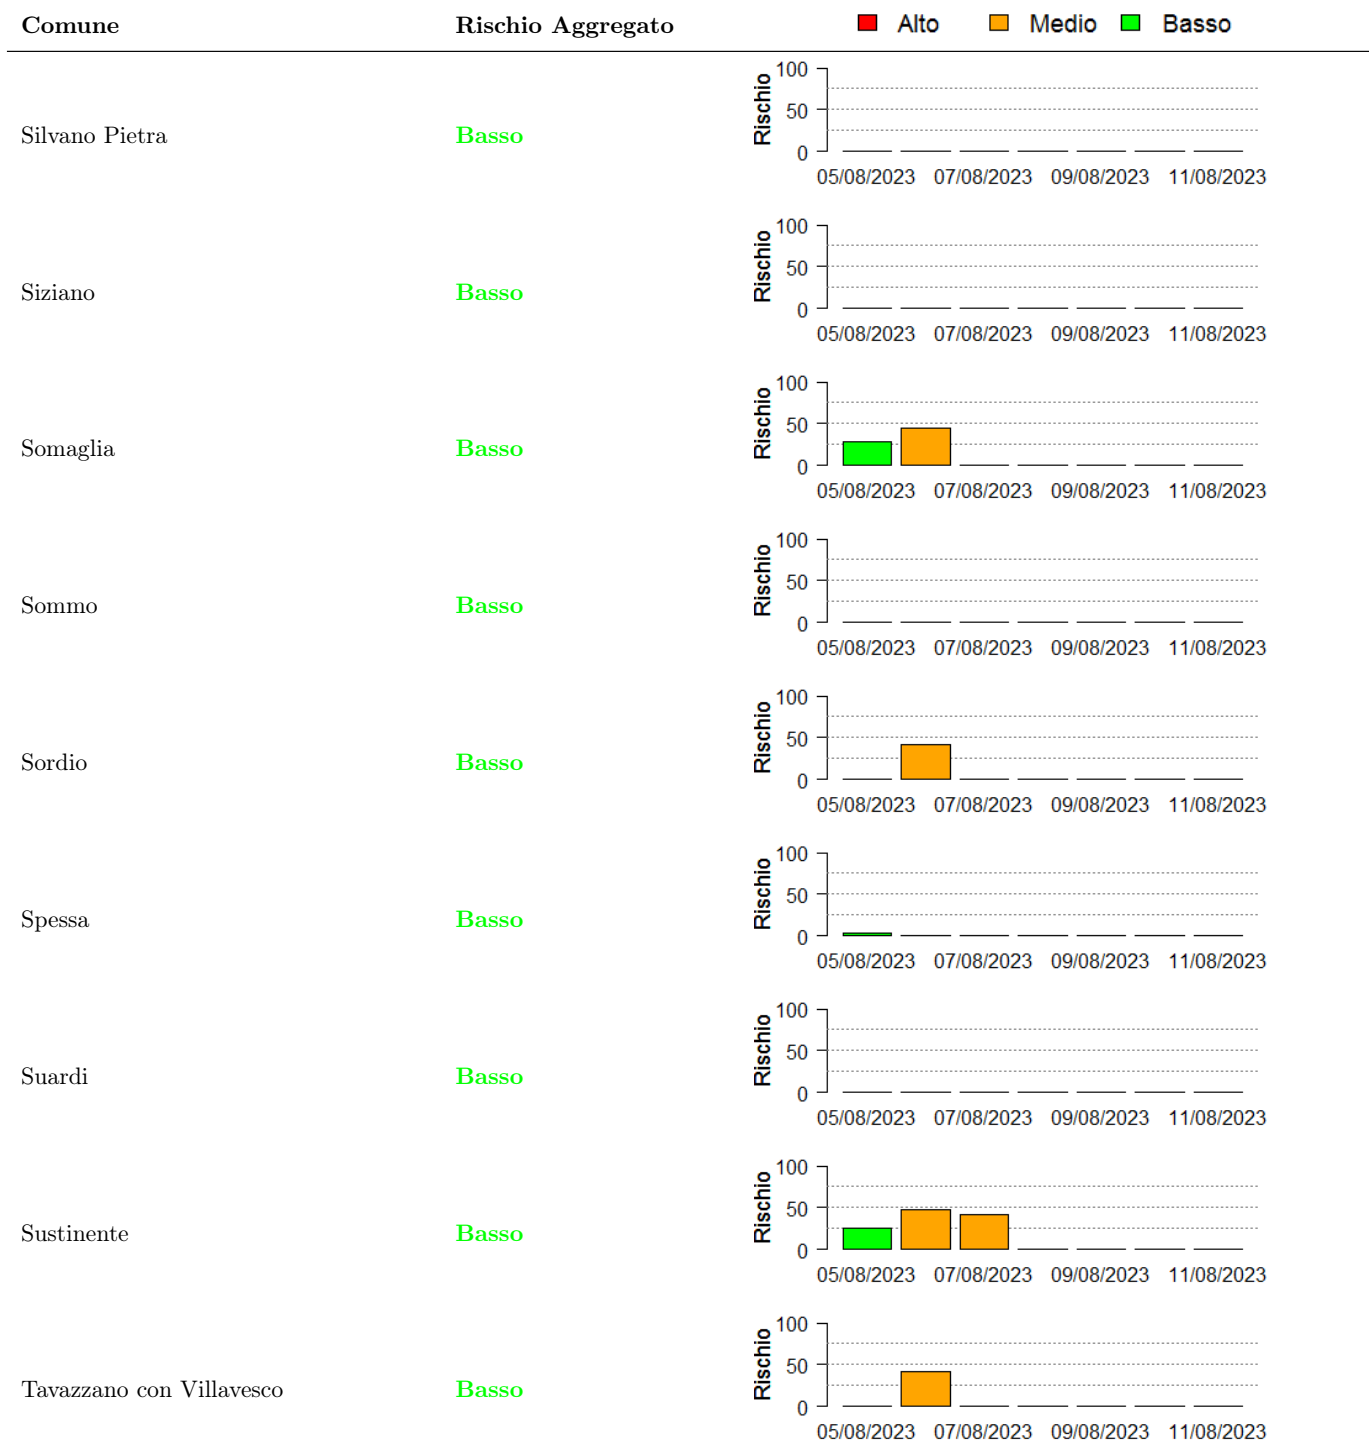 Comune Rischio Aggregato Alto Medio Basso
Silvano Pietra Basso
Rischio
100
50
0
05/08/2023 07/08/2023 09/08/2023 11/08/2023
Siziano Basso
Rischio
100
50
0
05/08/2023 07/08/2023 09/08/2023 11/08/2023
Somaglia Basso
Rischio
100
50
0
05/08/2023 07/08/2023 09/08/2023 11/08/2023
Sommo Basso
Rischio
100
50
0
05/08/2023 07/08/2023 09/08/2023 11/08/2023
Sordio Basso
Rischio
100
50
0
05/08/2023 07/08/2023 09/08/2023 11/08/2023
Spessa Basso
Rischio
100
50
0
05/08/2023 07/08/2023 09/08/2023 11/08/2023
Suardi Basso
Rischio
100
50
0
05/08/2023 07/08/2023 09/08/2023 11/08/2023
Sustinente Basso
Rischio
100
50
0
05/08/2023 07/08/2023 09/08/2023 11/08/2023
Tavazzano con Villavesco Basso
Rischio
100
50
0
05/08/2023 07/08/2023 09/08/2023 11/08/2023